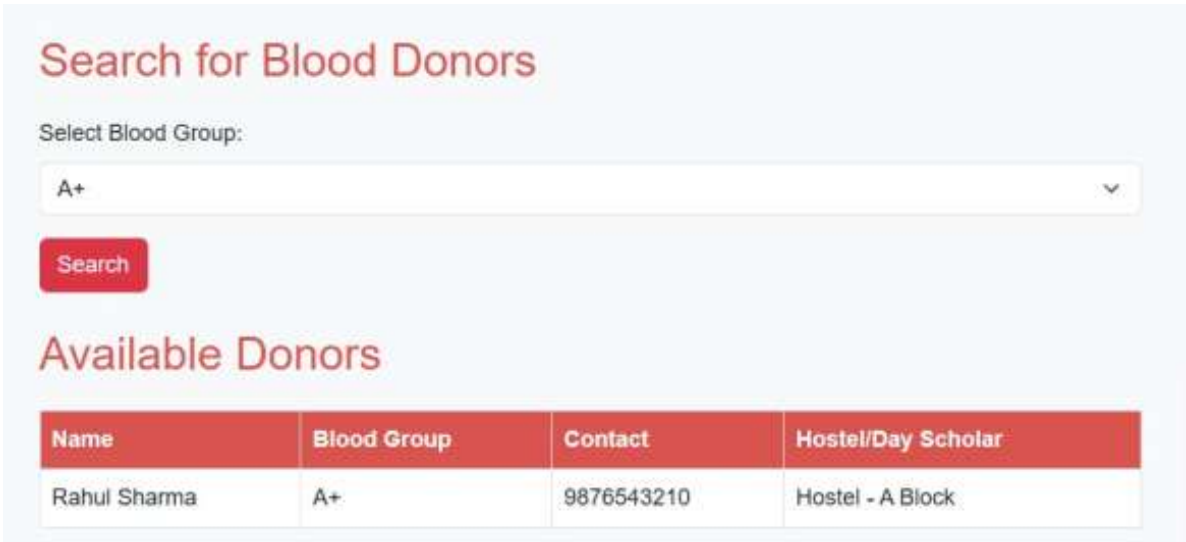 Search for Blood Donors
Select Blood Group:
A+
Search
Available Donors
Name Blood Group Contact Hostel/Day Scholar
Rahul Sharma A+ 9876543210 Hostel - A Block